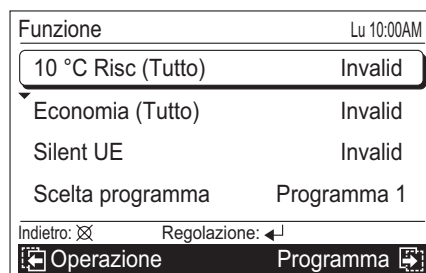 Funzione Lu 10:00AM
10 °C Risc (Tutto) Invalid
Economia (Tutto) Invalid
Silent UE Invalid
Scelta programma Programma 1
Indietro: Regolazione:
Operazione Programma